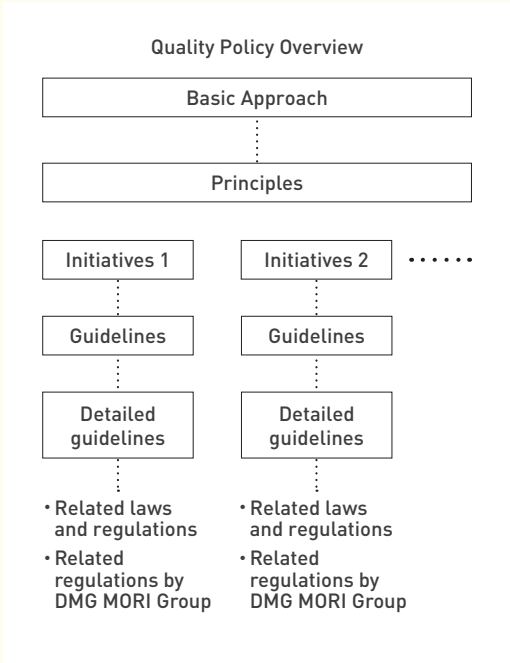 Quality Policy Overview
Basic Approach
Principles
Initiatives 1
Guidelines
Detailed
guidelines
・Related laws
and regulations
・Related
regulations by
DMG MORI Group
Initiatives 2
Guidelines
Detailed
guidelines
・Related laws
and regulations
・Related
regulations by
DMG MORI Group